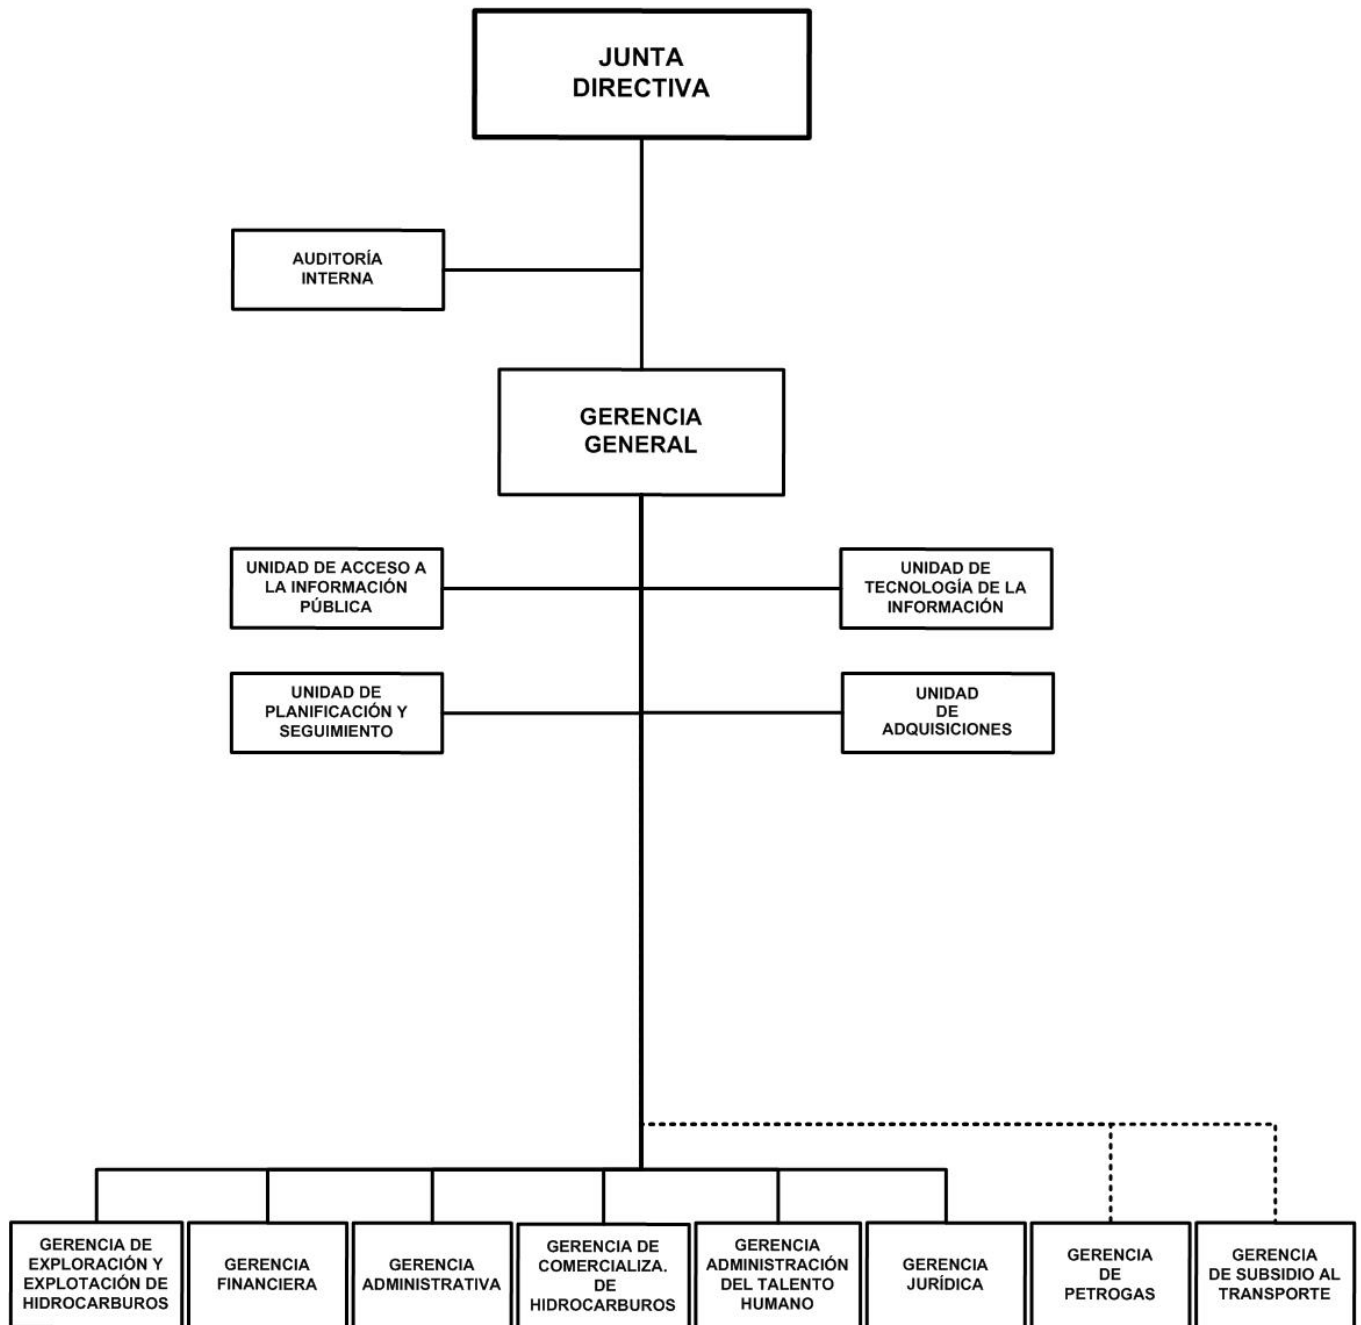 JUNTA
DIRECTIVA
AUDITORÍA
INTERNA
GERENCIA
GENERAL
UNIDAD DE ACCESO A
LA INFORMACIÓN
PÚBLICA
UNIDAD DE
TECNOLOGÍA DE LA
INFORMACIÓN
UNIDAD DE
PLANIFICACIÓN Y
SEGUIMIENTO
UNIDAD
DE
ADQUISICIONES
GERENCIA DE
EXPLORACIÓN Y
EXPLOTACIÓN DE
HIDROCARBUROS
GERENCIA
FINANCIERA
GERENCIA
ADMINISTRATIVA
GERENCIA DE
COMERCIALIZA.
DE
HIDROCARBUROS
GERENCIA
ADMINISTRACIÓN
DEL TALENTO
HUMANO
GERENCIA
JURÍDICA
GERENCIA
DE
PETROGAS
GERENCIA
DE SUBSIDIO AL
TRANSPORTE